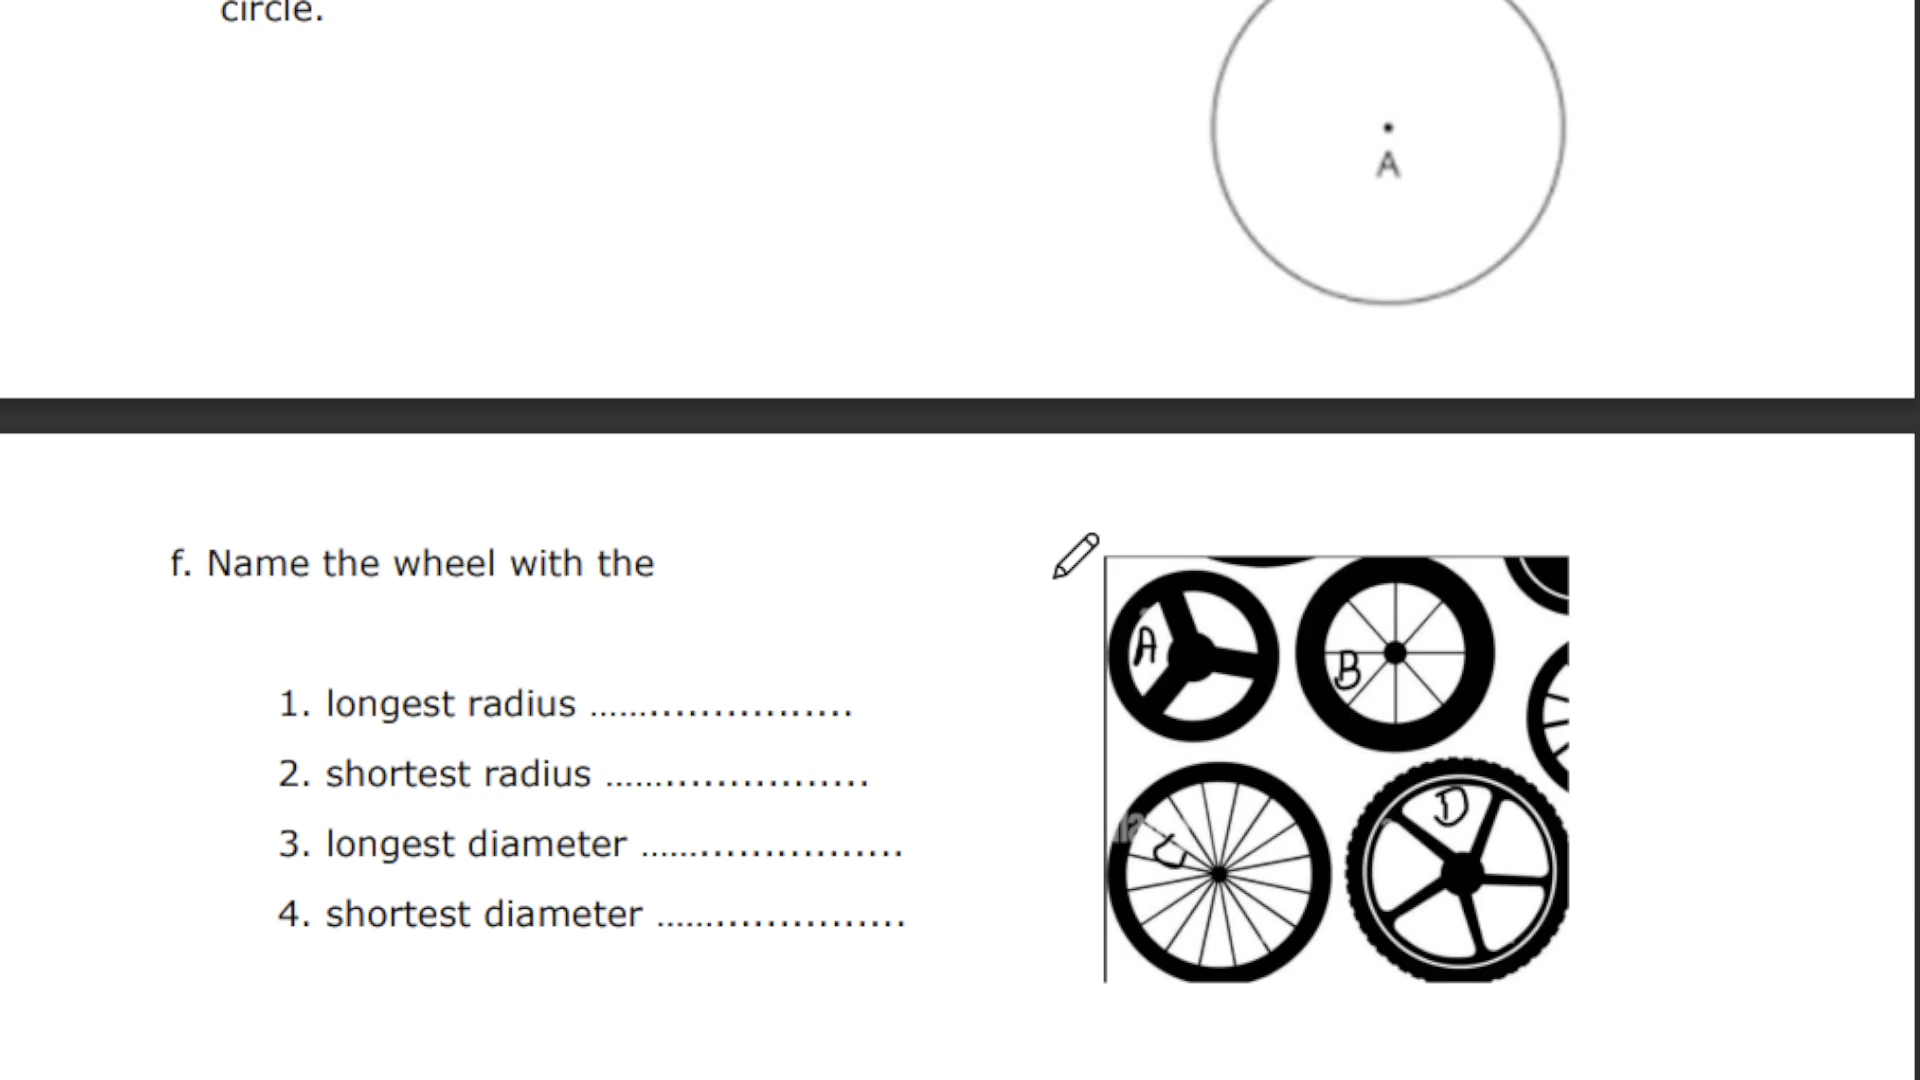 circle.
A
f. Name the wheel with the
A
B
1. longest radius ......................
2. shortest radius ......................
D
C
3. longest diameter ......................
4. shortest diameter .....................